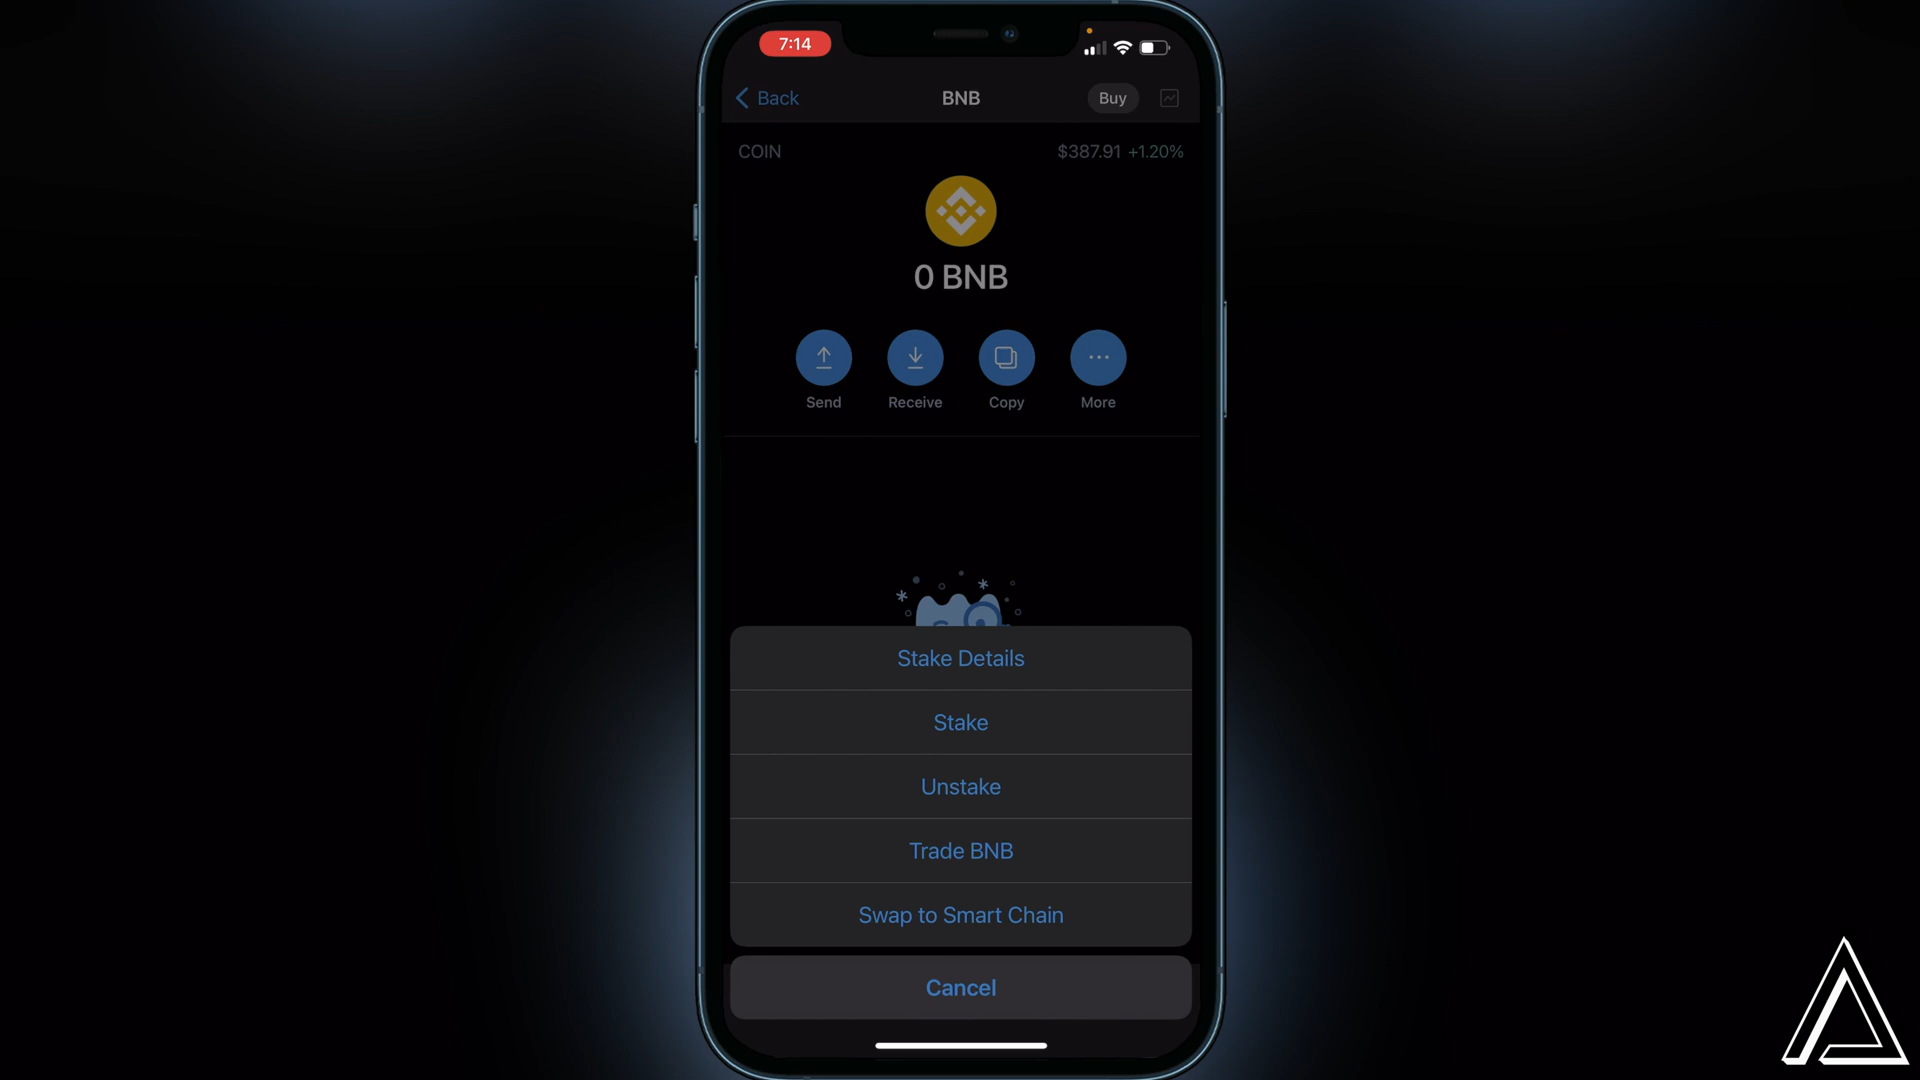 7:14
Back
BNB
Buy
COIN
$387.91 +1.20%
0 BNB
Send
Receive
Copy
More
Stake Details
Stake
Unstake
Trade BNB
Swap to Smart Chain
Cancel